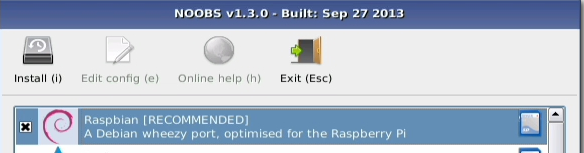 NOOBS v1.3.0 - Built: Sep 27 2013
Install (i) Edit config (e) Online help (h) Exit (Esc)
Raspbian [RECOMMENDED]
A Debian wheezy port, optimised for the Raspberry Pi